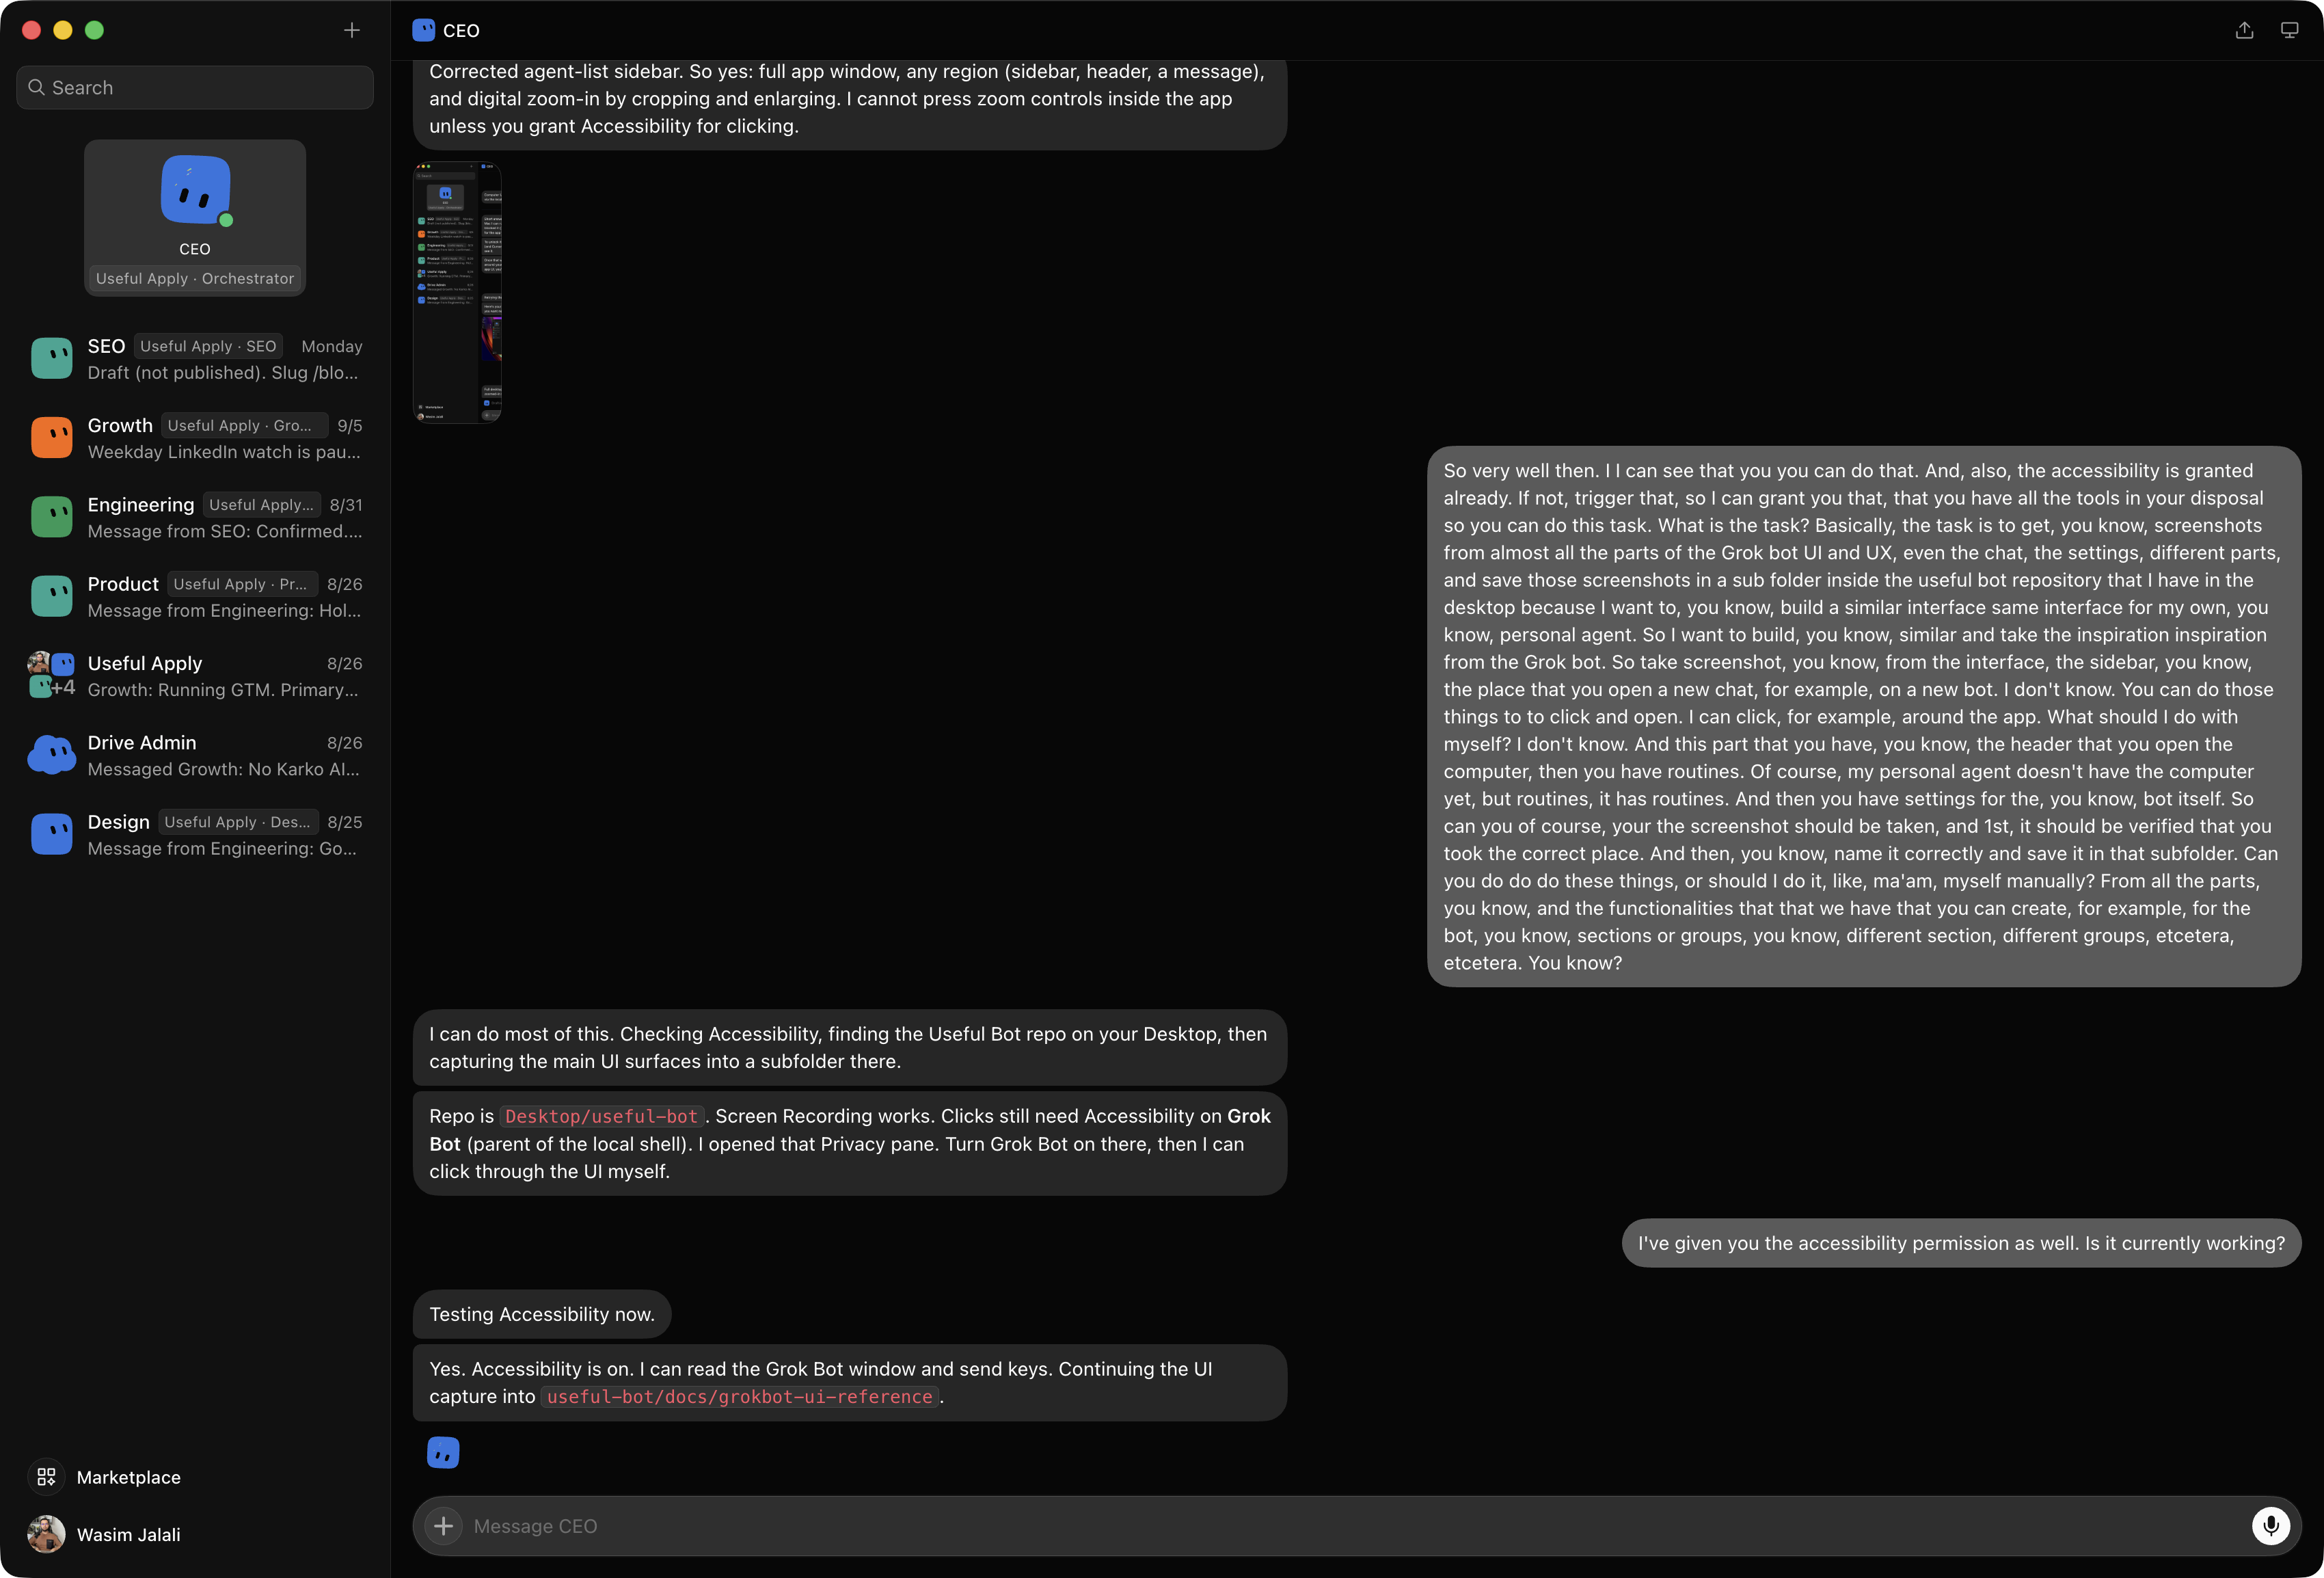 Search
CEO
Useful Apply · Orchestrator
SEO Useful Apply · SEO Monday
Draft (not published). Slug /blo...
Growth Useful Apply · Gro... 9/5
Weekday LinkedIn watch is pau...
Engineering Useful Apply... 8/31
Message from SEO: Confirmed....
Product Useful Apply · Pr... 8/26
Message from Engineering: Hol...
+4
Useful Apply 8/26
Growth: Running GTM. Primary...
Drive Admin 8/26
Messaged Growth: No Karko Al...
Design Useful Apply · Des... 8/25
Message from Engineering: Go...
Marketplace
Wasim Jalali
CEO
Corrected agent-list sidebar. So yes: full app window, any region (sidebar, header, a message),
and digital zoom-in by cropping and enlarging. I cannot press zoom controls inside the app
unless you grant Accessibility for clicking.
So very well then. I I can see that you you can do that. And, also, the accessibility is granted
already. If not, trigger that, so I can grant you that, that you have all the tools in your disposal
so you can do this task. What is the task? Basically, the task is to get, you know, screenshots
from almost all the parts of the Grok bot UI and UX, even the chat, the settings, different parts,
and save those screenshots in a sub folder inside the useful bot repository that I have in the
desktop because I want to, you know, build a similar interface same interface for my own, you
know, personal agent. So I want to build, you know, similar and take the inspiration inspiration
from the Grok bot. So take screenshot, you know, from the interface, the sidebar, you know,
the place that you open a new chat, for example, on a new bot. I don't know. You can do those
things to to click and open. I can click, for example, around the app. What should I do with
myself? I don't know. And this part that you have, you know, the header that you open the
computer, then you have routines. Of course, my personal agent doesn't have the computer
yet, but routines, it has routines. And then you have settings for the, you know, bot itself. So
can you of course, your the screenshot should be taken, and 1st, it should be verified that you
took the correct place. And then, you know, name it correctly and save it in that subfolder. Can
you do do do these things, or should I do it, like, ma'am, myself manually? From all the parts,
you know, and the functionalities that that we have that you can create, for example, for the
bot, you know, sections or groups, you know, different section, different groups, etcetera,
etcetera. You know?
I can do most of this. Checking Accessibility, finding the Useful Bot repo on your Desktop, then
capturing the main UI surfaces into a subfolder there.
Repo is Desktop/useful-bot. Screen Recording works. Clicks still need Accessibility on Grok
Bot (parent of the local shell). I opened that Privacy pane. Turn Grok Bot on there, then I can
click through the UI myself.
I've given you the accessibility permission as well. Is it currently working?
Testing Accessibility now.
Yes. Accessibility is on. I can read the Grok Bot window and send keys. Continuing the UI
capture into useful-bot/docs/grokbot-ui-reference.
Message CEO